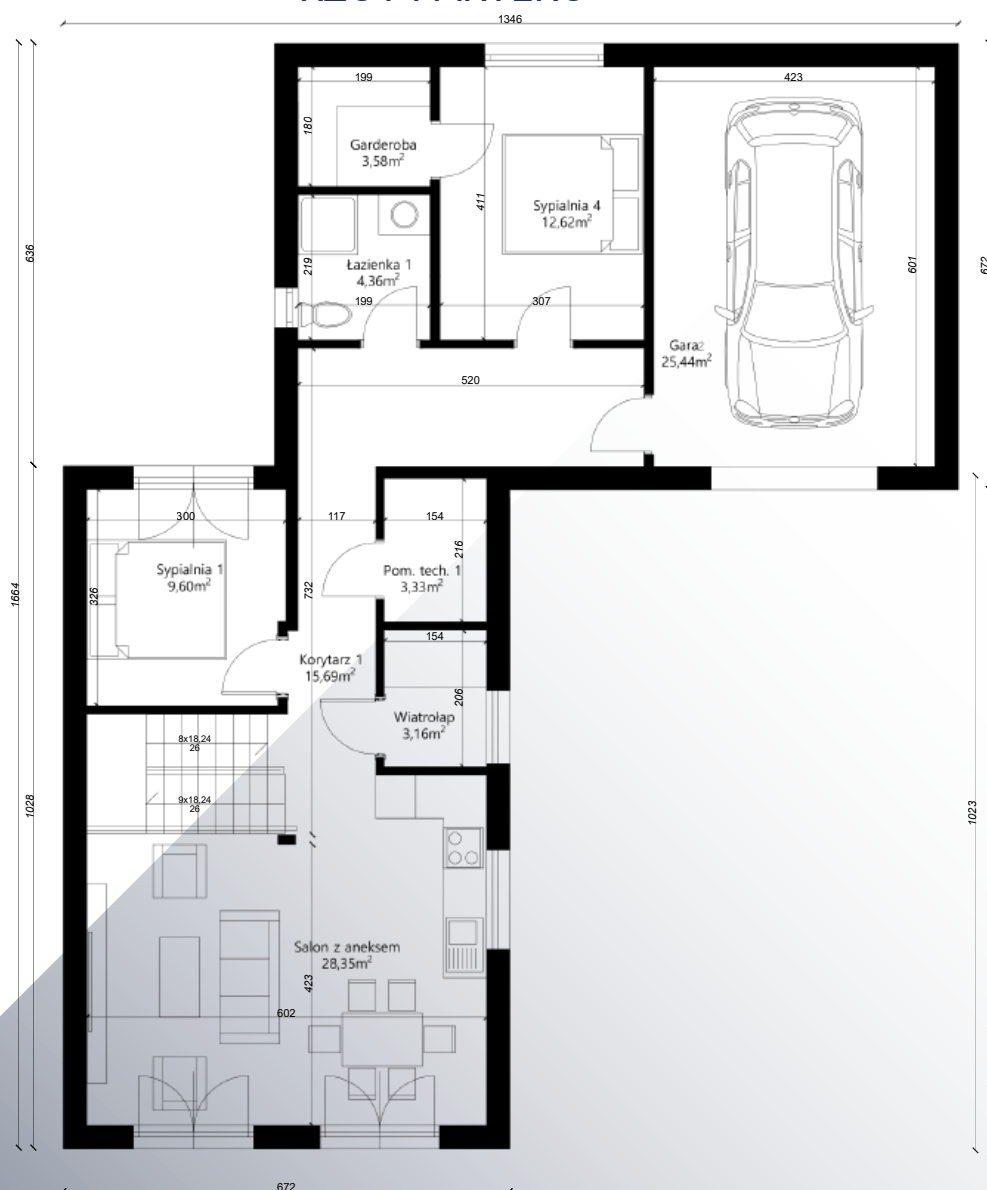 1346
199
423
180
Garderoba
3,58m²
411
Sypialnia 4
12,62m²
636
672
219
Łazienka 1
4,36m²
199
307
601
Garaż
25,44m²
520
300
117
154
216
Sypialnia 1
9,60m²
Pom. tech. 1
3,33m²
326
732
1664
154
Korytarz 1
15,69m²
206
Wiatrołap
3,16m²
8x18,24
26
9x18,24
26
1028
1023
Salon z aneksem
28,35m²
423
602
672